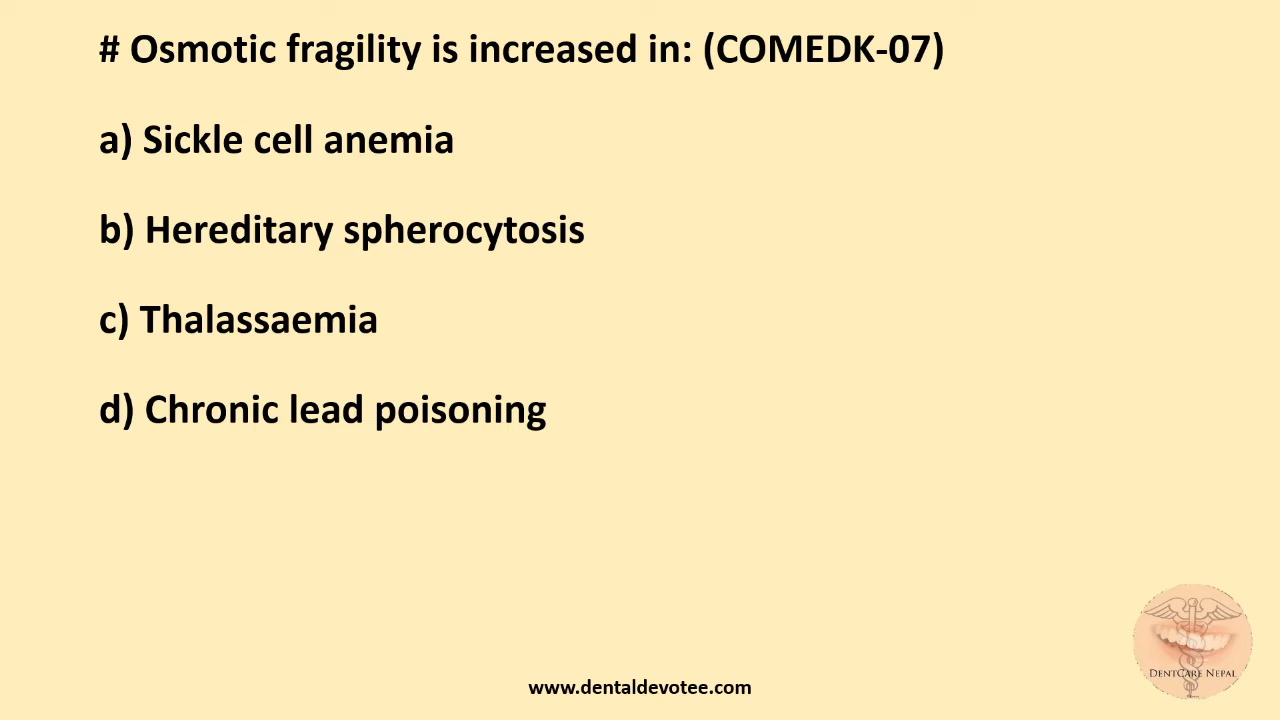 # Osmotic fragility is increased in: (COMEDK-07)
a) Sickle cell anemia
b) Hereditary spherocytosis
c) Thalassaemia
d) Chronic lead poisoning
DentCare Nepal
www.dentaldevotee.com